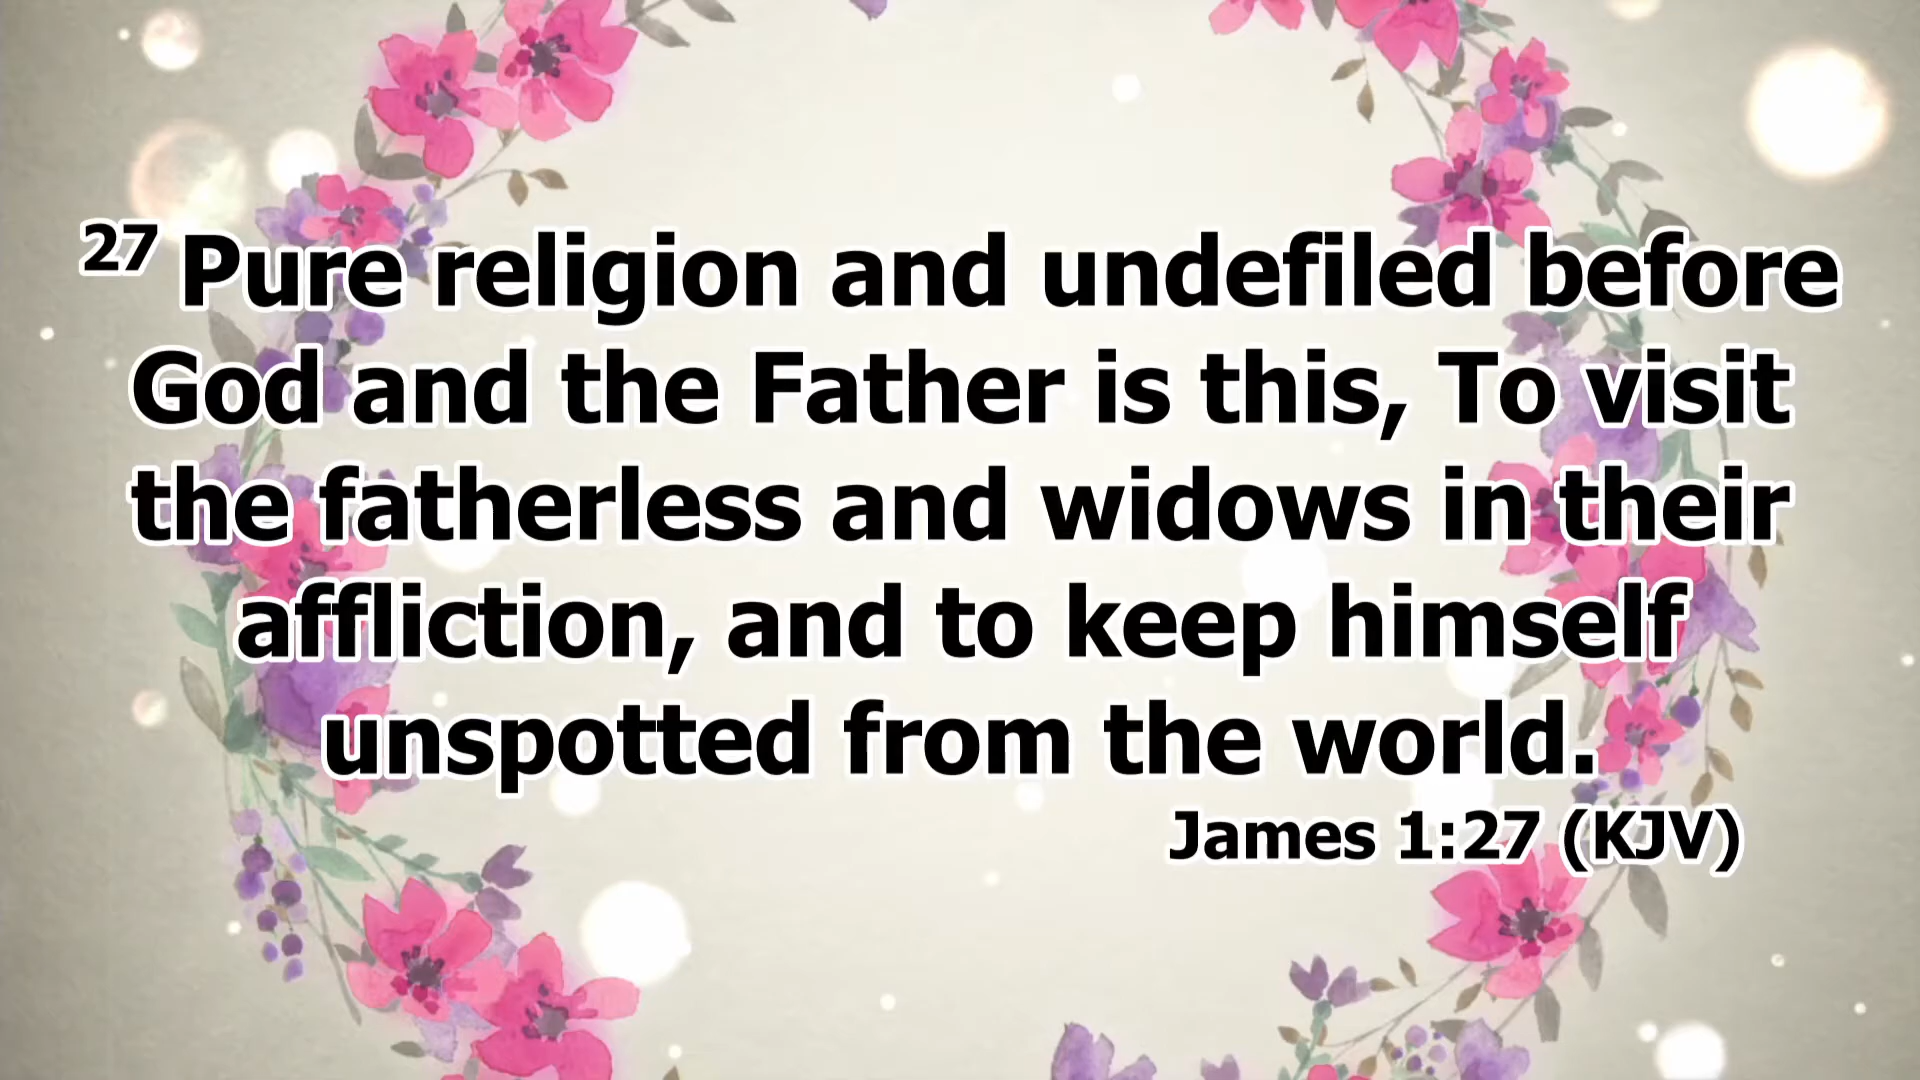 27 Pure religion and undefiled before
God and the Father is this, To visit
the fatherless and widows in their
affliction, and to keep himself
unspotted from the world.
James 1:27 (KJV)